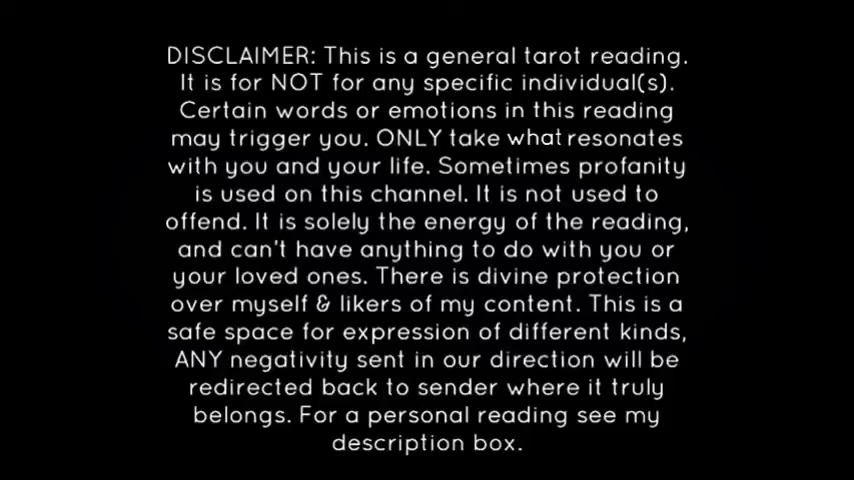 DISCLAIMER: This is a general tarot reading.
It is for NOT for any specific individual(s).
Certain words or emotions in this reading
may trigger you. ONLY take what resonates
with you and your life. Sometimes profanity
is used on this channel. It is not used to
offend. It is solely the energy of the reading,
and can't have anything to do with you or
your loved ones. There is divine protection
over myself & likers of my content. This is a
safe space for expression of different kinds,
ANY negativity sent in our direction will be
redirected back to sender where it truly
belongs. For a personal reading see my
description box.